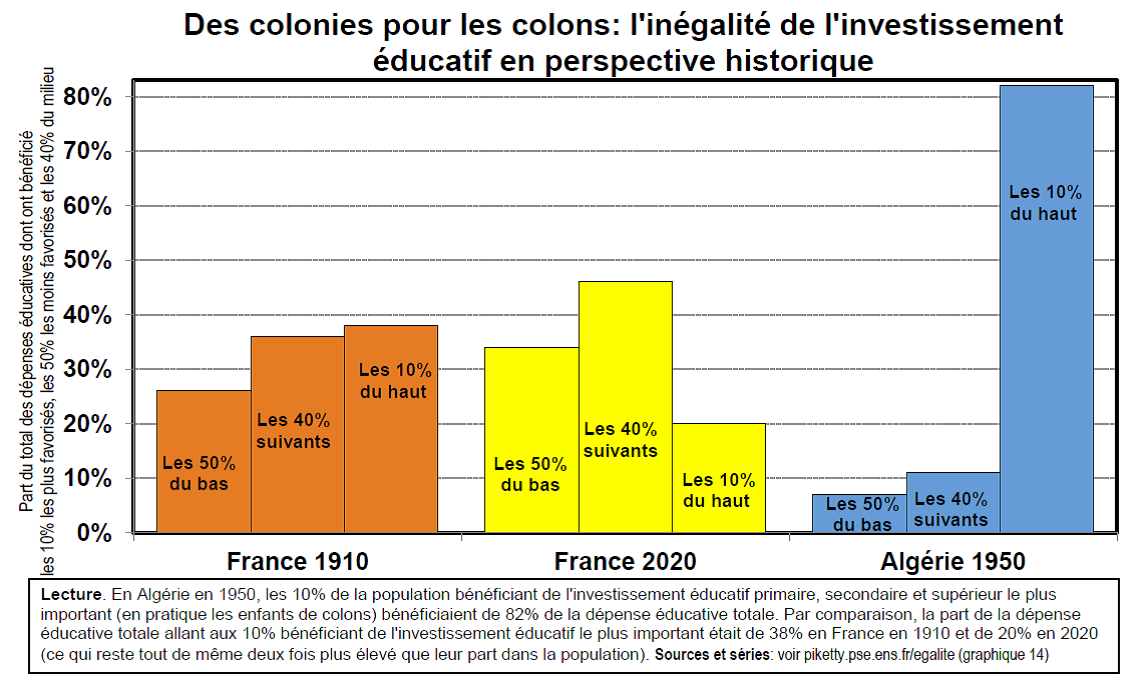 Des colonies pour les colons: l'inégalité de l'investissement
éducatif en perspective historique
Part du total des dépenses éducatives dont ont bénéficié
les 10% les plus favorisés, les 50% les moins favorisés et les 40% du milieu
80%
70%
60%
50%
40%
30%
20%
10%
0%
Les 50%
du bas
Les 40%
suivants
Les 10%
du haut
Les 50%
du bas
Les 40%
suivants
Les 10%
du haut
Les 50%
du bas
Les 40%
suivants
Les 10%
du haut
France 1910
France 2020
Algérie 1950
Lecture. En Algérie en 1950, les 10% de la population bénéficiant de l'investissement éducatif primaire, secondaire et supérieur le plus
important (en pratique les enfants de colons) bénéficiaient de 82% de la dépense éducative totale. Par comparaison, la part de la dépense
éducative totale allant aux 10% bénéficiant de l'investissement éducatif le plus important était de 38% en France en 1910 et de 20% en 2020
(ce qui reste tout de même deux fois plus élevé que leur part dans la population). Sources et séries: voir piketty.pse.ens.fr/egalite (graphique 14)